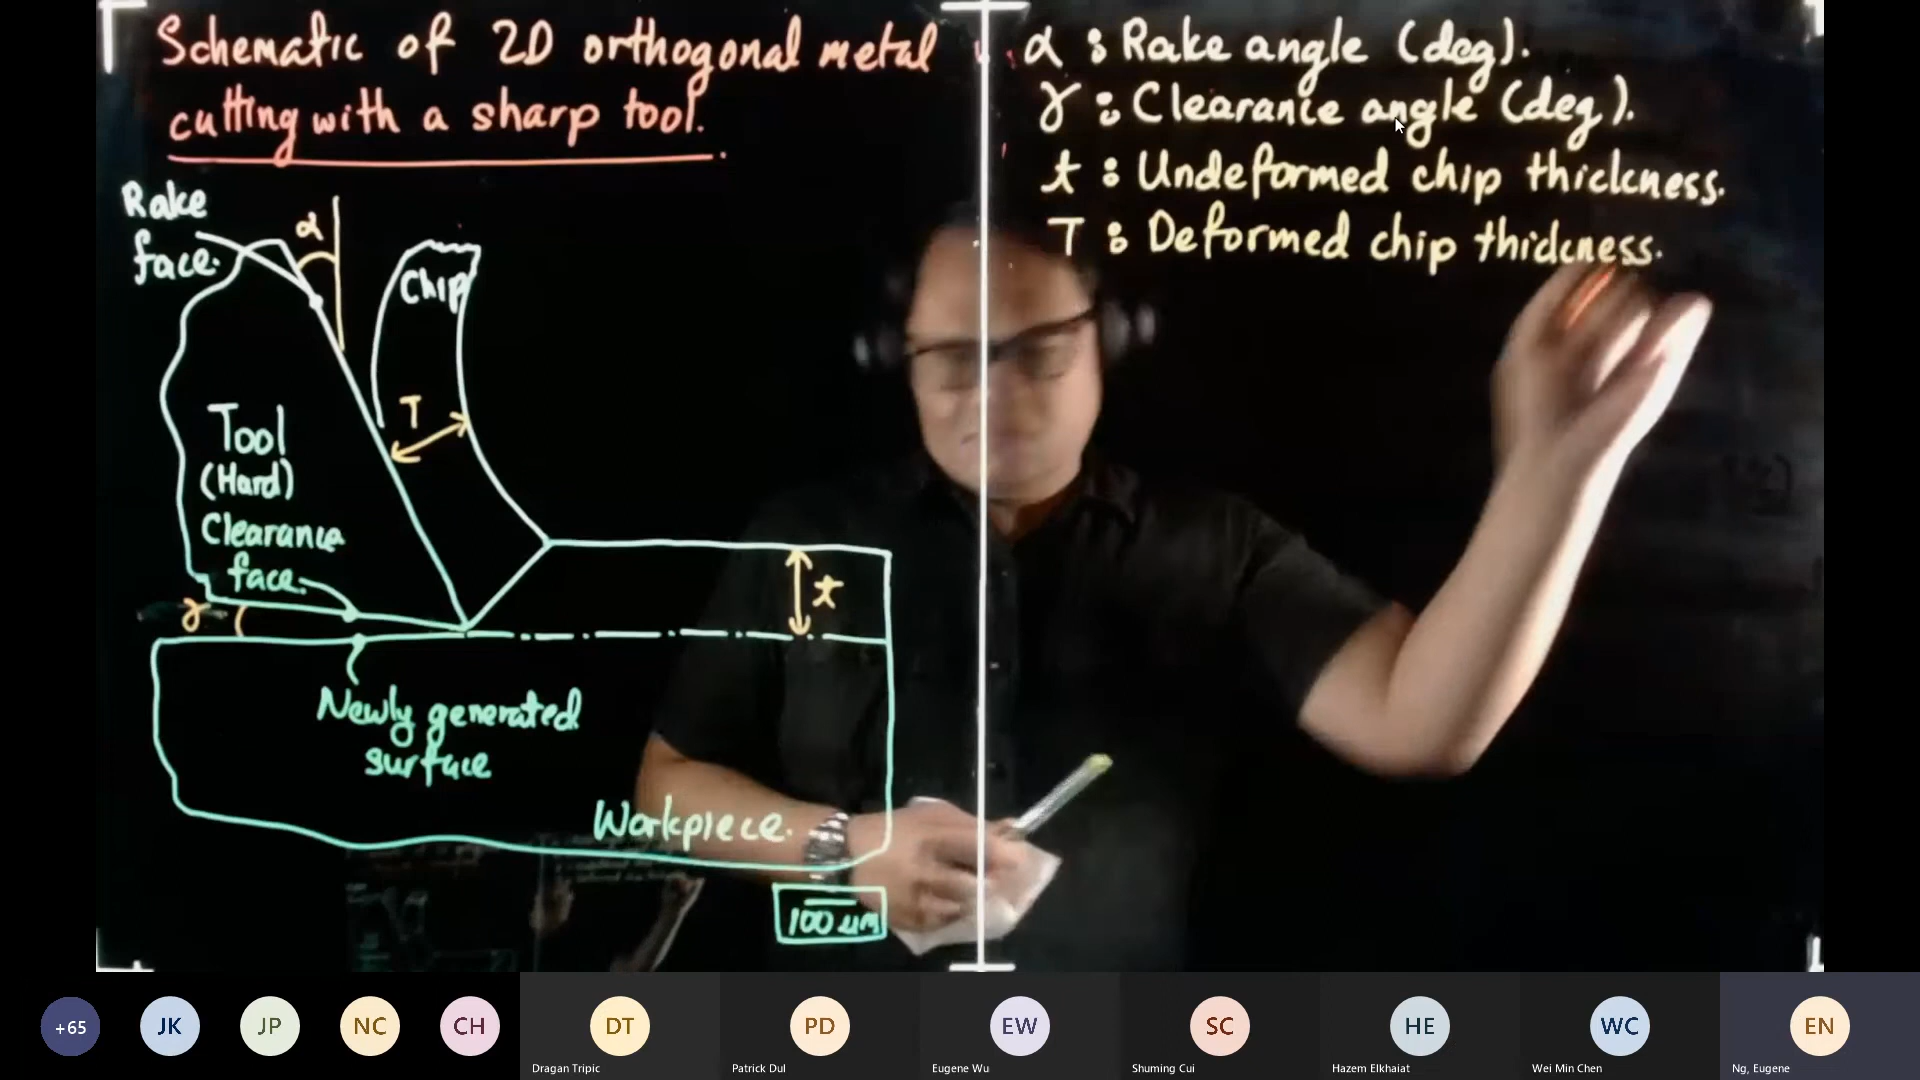 Schematic of 2D orthogonal metal
cutting with a sharp tool.
Rake
face.
α
Chip
T
Tool
(Hard)
Clearance
face.
γ
t
Newly generated
surface
Workpiece.
100 μm
α : Rake angle (deg).
γ : Clearance angle (deg).
t : Undeformed chip thickness.
T : Deformed chip thickness.
+65
JK
JP
NC
CH
DT
Dragan Tripic
PD
Patrick Dul
EW
Eugene Wu
SC
Shuming Cui
HE
Hazem Elkhaiat
WC
Wei Min Chen
EN
Ng, Eugene